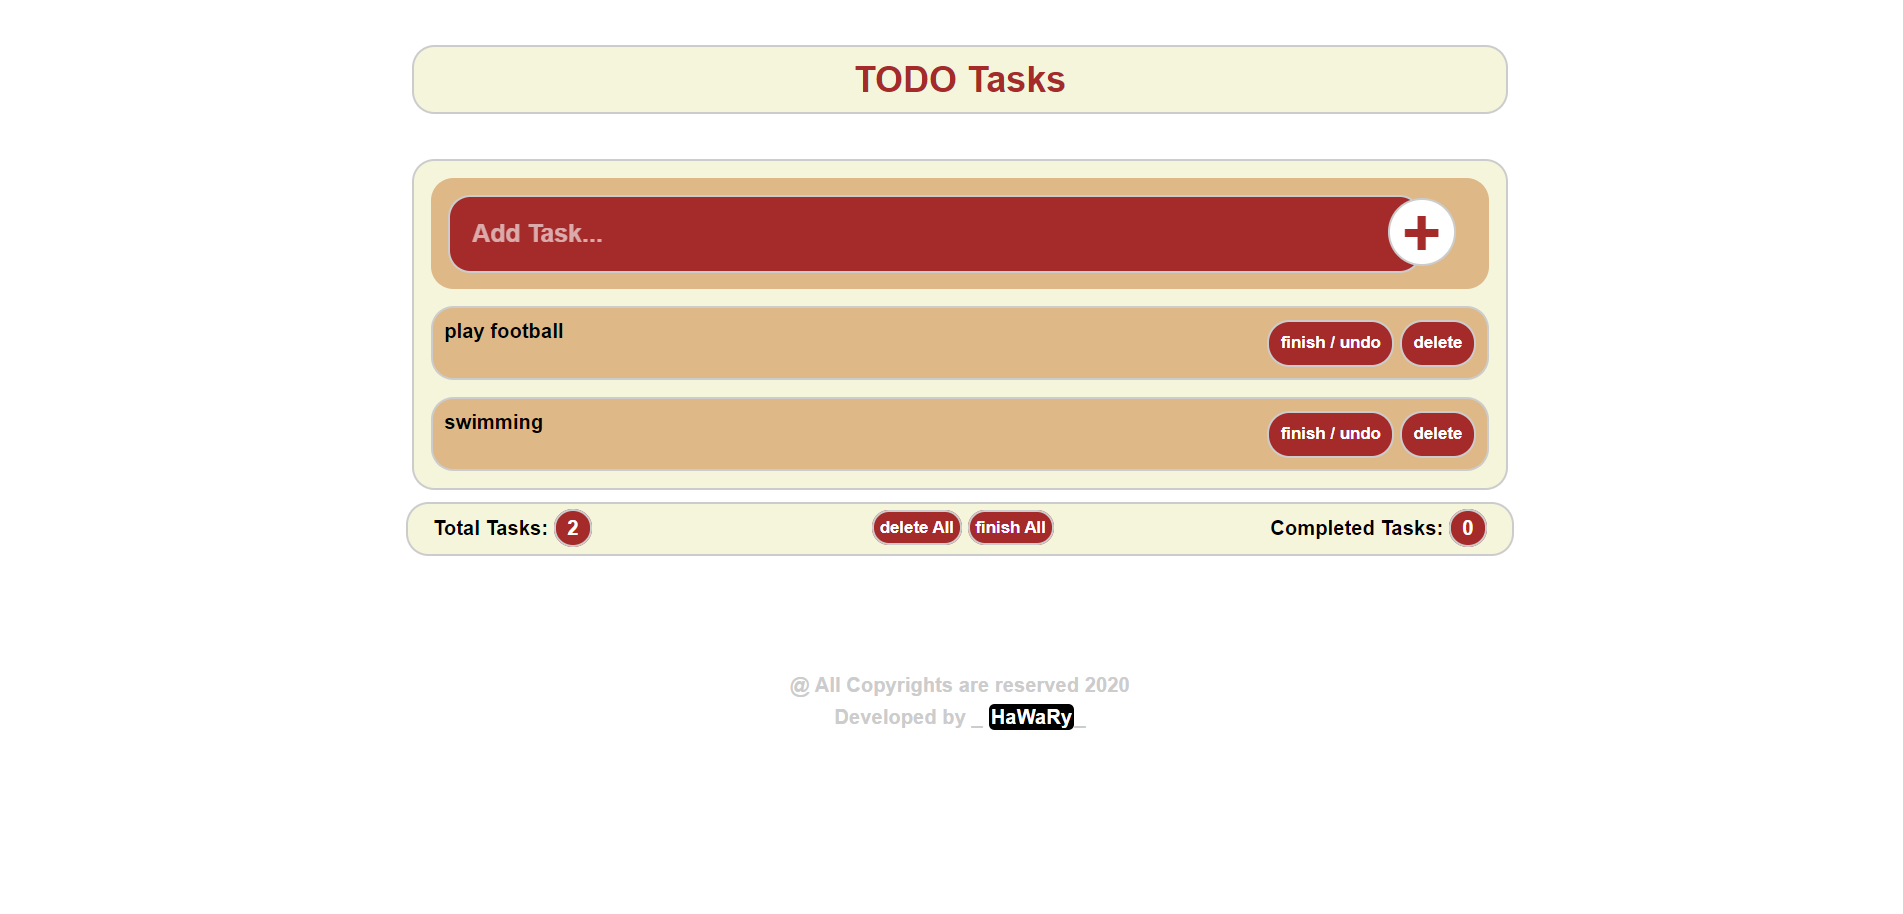 TODO Tasks
Add Task...
+
play football finish / undo delete
swimming finish / undo delete
Total Tasks: 2 delete All finish All Completed Tasks: 0
@ All Copyrights are reserved 2020
Developed by _ HaWaRy_